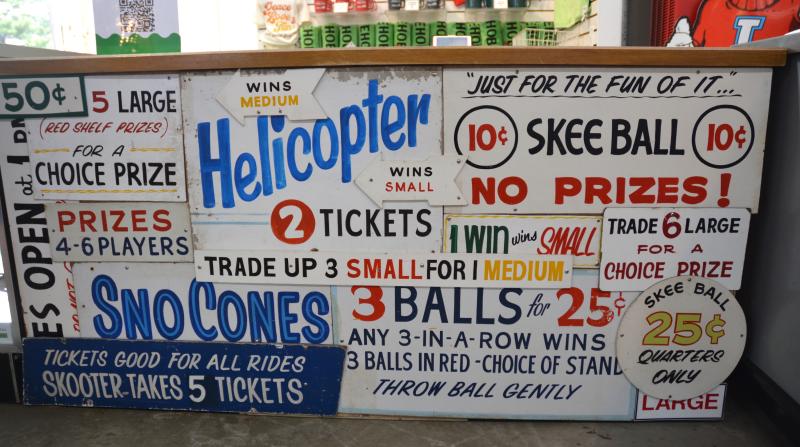 50¢
5 LARGE
(RED SHELF PRIZES)
FOR A
CHOICE PRIZE
WINS
MEDIUM
Helicopter
WINS
SMALL
2 TICKETS
"JUST FOR THE FUN OF IT..."
10¢ SKEE BALL 10¢
NO PRIZES!
PRIZES
4-6 PLAYERS
1 WIN wins SMALL
TRADE 6 LARGE
FOR A
CHOICE PRIZE
TRADE UP 3 SMALL FOR 1 MEDIUM
OPEN at 1
SNO CONES
3 BALLS for 25¢
ANY 3-IN-A-ROW WINS
3 BALLS IN RED - CHOICE OF STAND
THROW BALL GENTLY
SKEE BALL
25¢
QUARTERS
ONLY
LARGE
TICKETS GOOD FOR ALL RIDES
SKOOTER TAKES 5 TICKETS